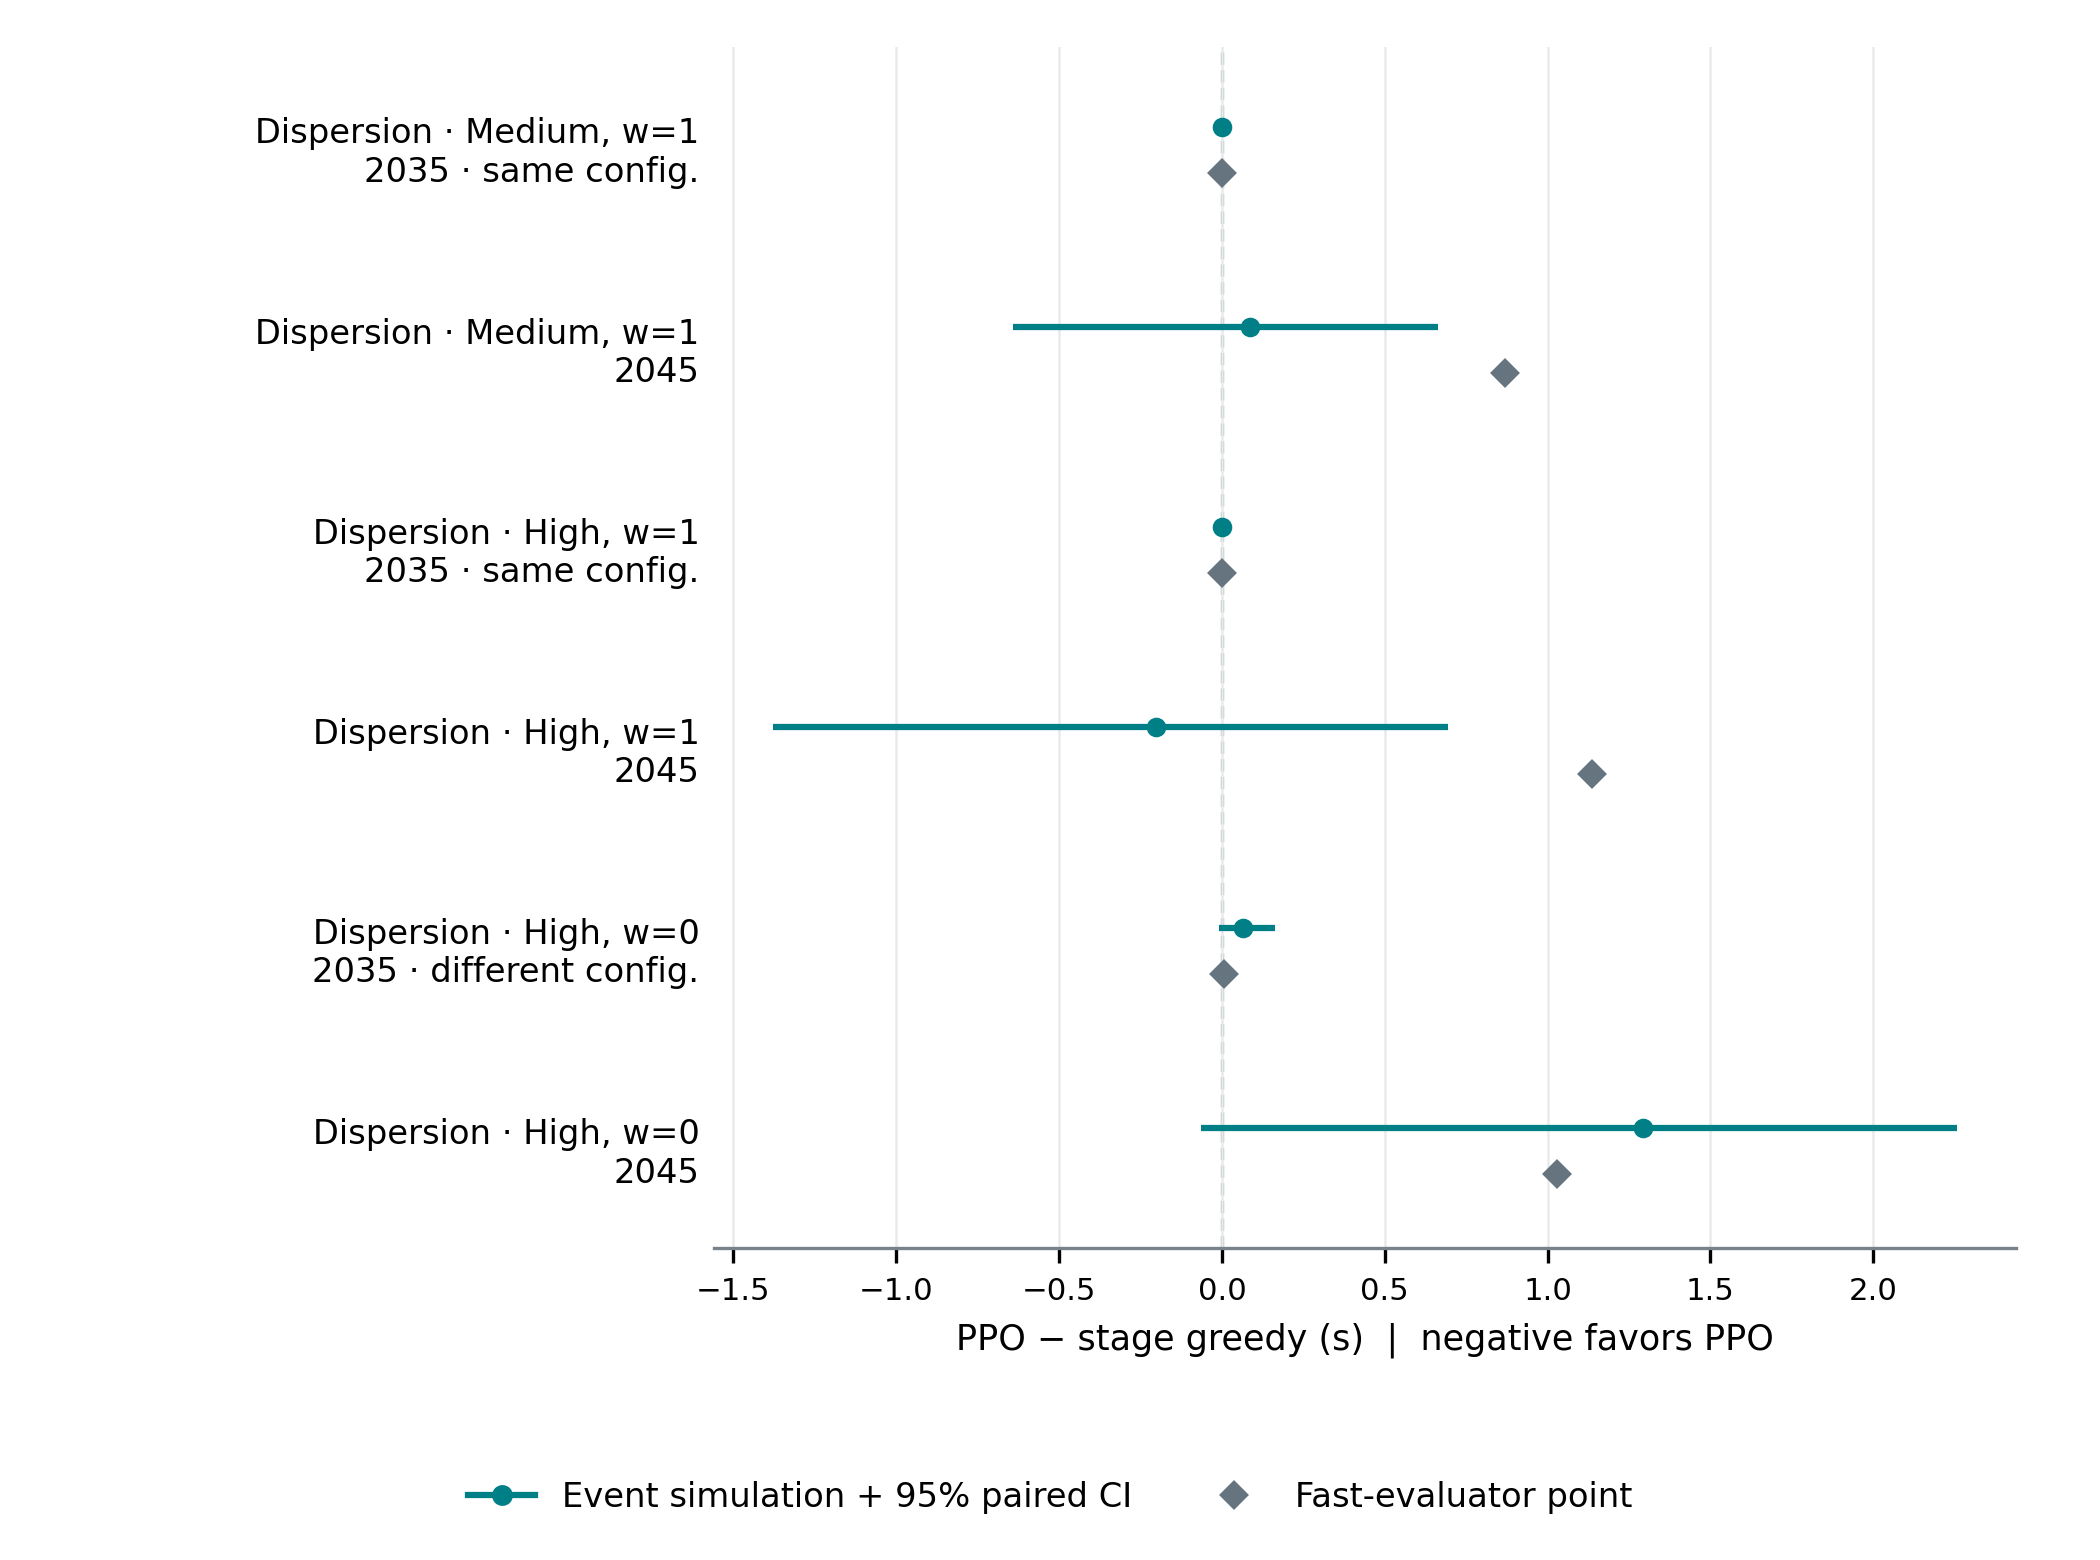 Dispersion · Medium, w=1
2035 · same config.
Dispersion · Medium, w=1
2045
Dispersion · High, w=1
2035 · same config.
Dispersion · High, w=1
2045
Dispersion · High, w=0
2035 · different config.
Dispersion · High, w=0
2045
−1.5 −1.0 −0.5 0.0 0.5 1.0 1.5 2.0
PPO − stage greedy (s) | negative favors PPO
Event simulation + 95% paired CI Fast-evaluator point